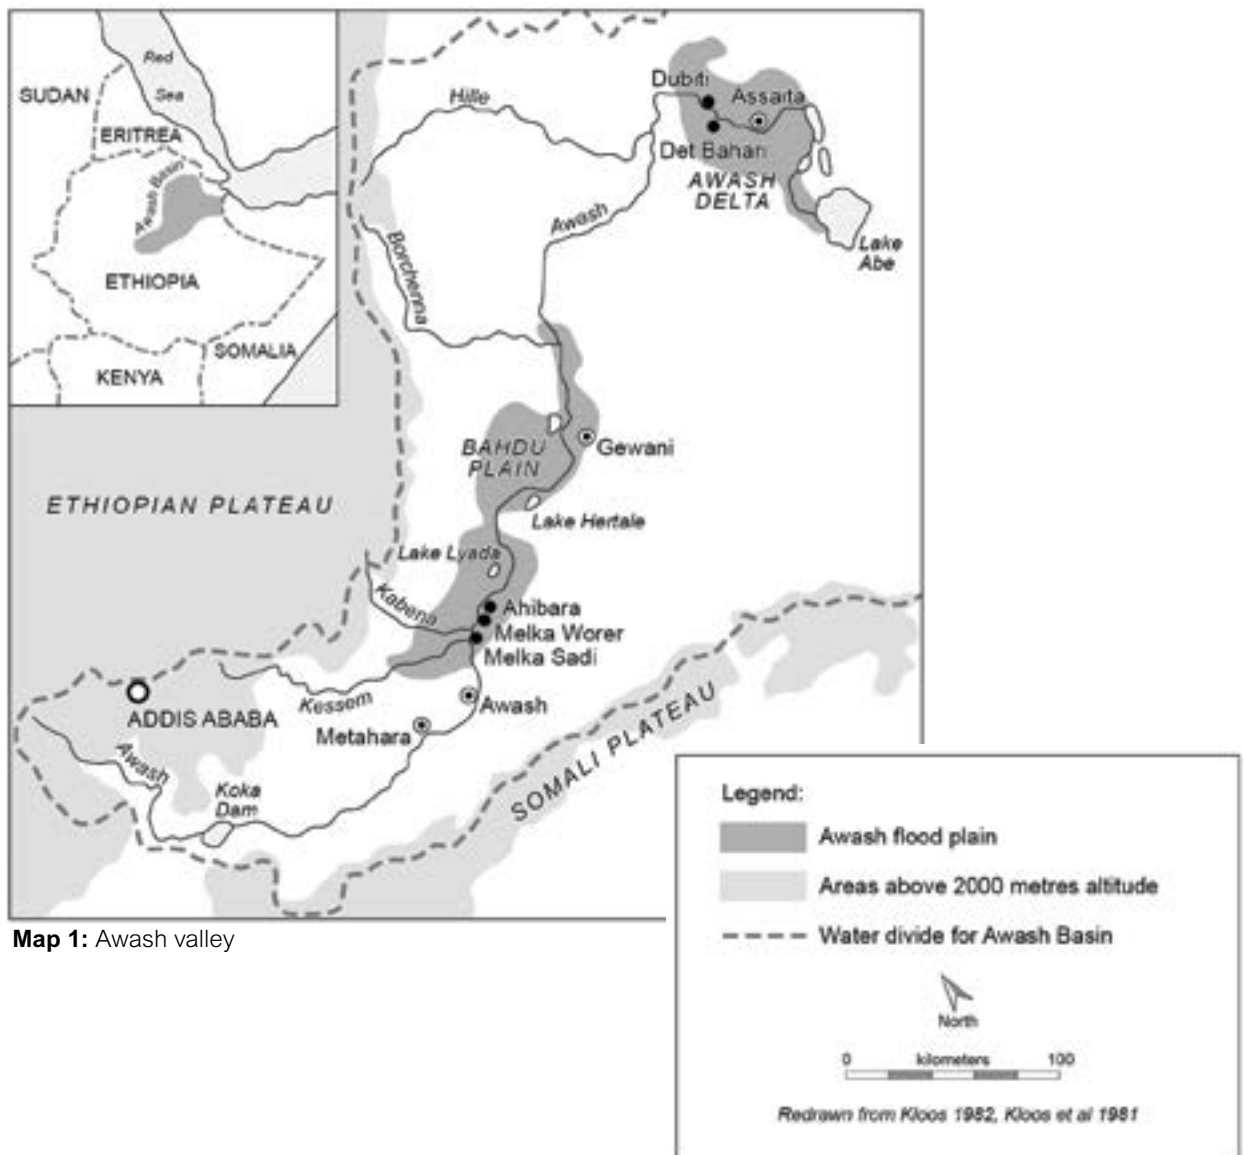 Red
Sea
SUDAN
ERITREA
Awash Basin
ETHIOPIA
SOMALIA
KENYA
Hille
Dubiti
Assaita
Det Bahari
AWASH
DELTA
Awash
Lake
Abe
Borchenna
BAHDU
PLAIN
Gewani
ETHIOPIAN PLATEAU
Lake Hertale
Lake Lyada
Kabena
Ahibara
Melka Worer
Melka Sadi
Kessem
Awash
ADDIS ABABA
Metahara
Awash
Koka
Dam
SOMALI PLATEAU
Legend:
Awash flood plain
Areas above 2000 metres altitude
Water divide for Awash Basin
North
0 kilometers 100
Redrawn from Kloos 1982, Kloos et al 1981
Map 1: Awash valley